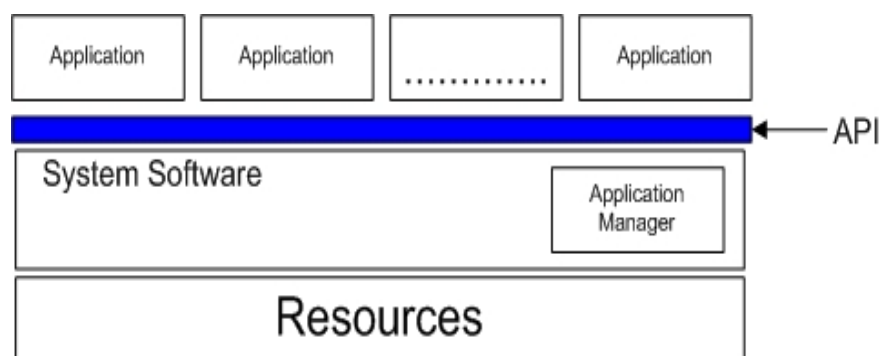 Application
Application
.............
Application
API
System Software
Application
Manager
Resources